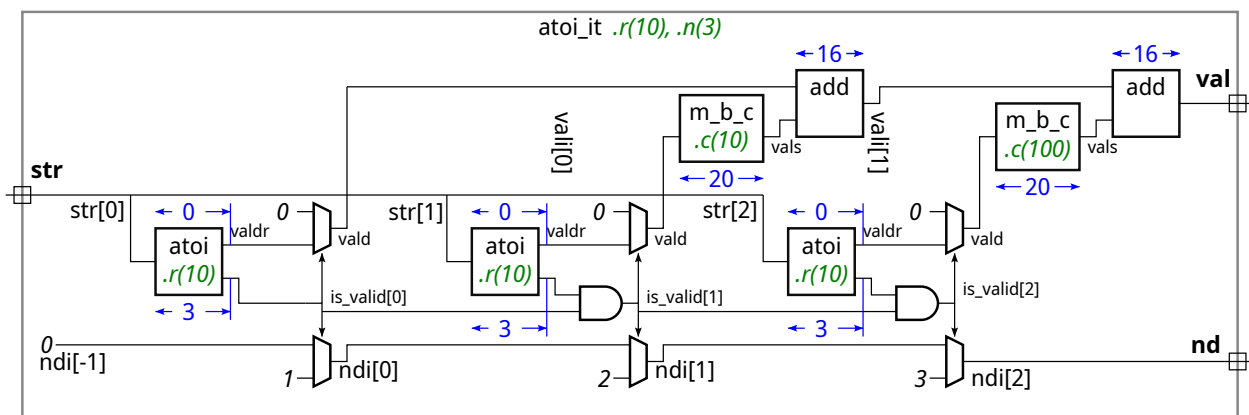 atoi_it .r(10), .n(3)
16
16
val
add
add
m_b_c
.c(10)
m_b_c
.c(100)
vali[0]
vali[1]
vals
vals
str
20
20
str[0]
0
0
str[1]
0
0
str[2]
0
0
valdr
valdr
valdr
vald
vald
vald
atoi
.r(10)
atoi
.r(10)
atoi
.r(10)
is_valid[0]
is_valid[1]
is_valid[2]
3
3
3
0
ndi[-1]
nd
1
ndi[0]
2
ndi[1]
3
ndi[2]